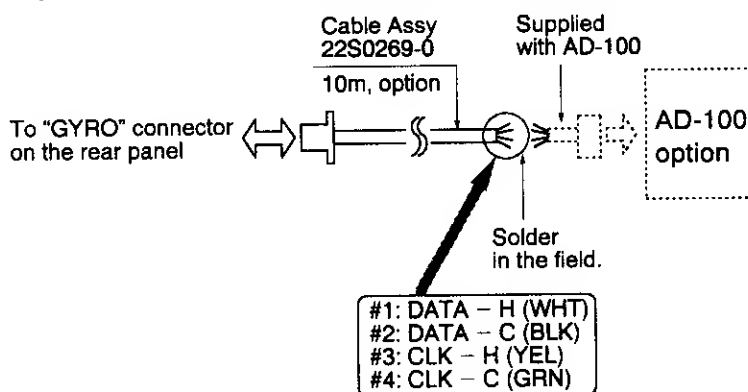 Cable Assy
22S0269-0
10m, option
Supplied
with AD-100
To "GYRO" connector
on the rear panel
AD-100
option
Solder
in the field.
#1: DATA – H (WHT)
#2: DATA – C (BLK)
#3: CLK – H (YEL)
#4: CLK – C (GRN)